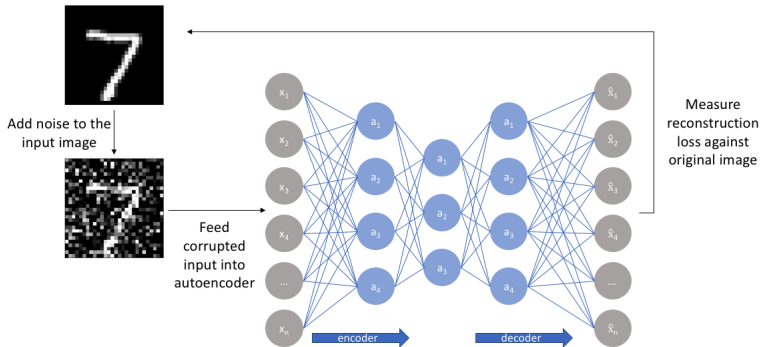 7
Add noise to the
input image
7
Feed
corrupted
input into
autoencoder
x₁
x₂
x₃
x₄
...
xₙ
a₁
a₂
a₃
a₄
a₁
a₂
a₃
a₁
a₂
a₃
a₄
x̂₁
x̂₂
x̂₃
x̂₄
...
x̂ₙ
encoder
decoder
Measure
reconstruction
loss against
original image